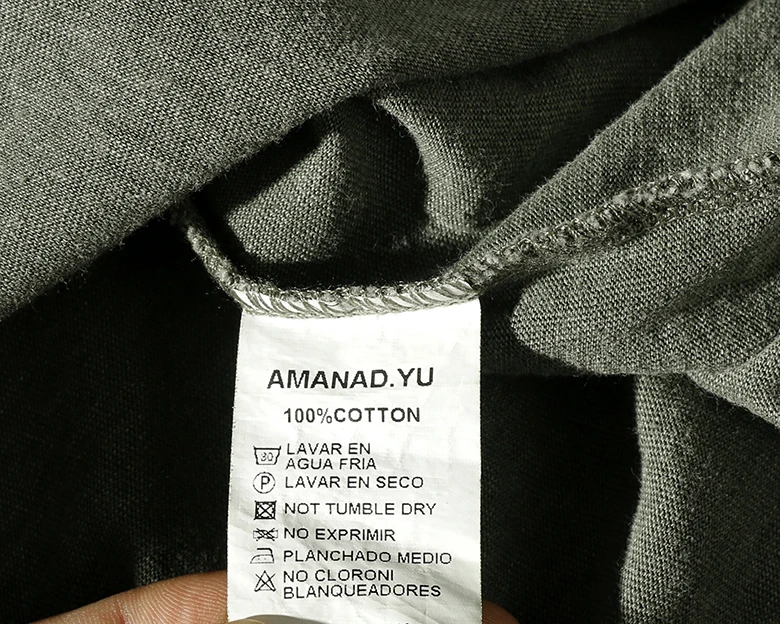 AMANAD.YU
100%COTTON
30
LAVAR EN
AGUA FRIA
P
LAVAR EN SECO
NOT TUMBLE DRY
NO EXPRIMIR
PLANCHADO MEDIO
NO CLORONI
BLANQUEADORES